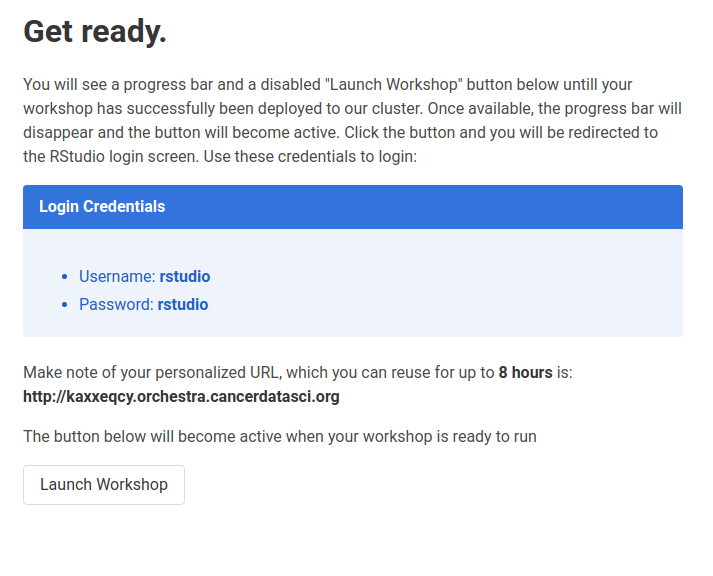 Get ready.
You will see a progress bar and a disabled "Launch Workshop" button below untill your
workshop has successfully been deployed to our cluster. Once available, the progress bar will
disappear and the button will become active. Click the button and you will be redirected to
the RStudio login screen. Use these credentials to login:
Login Credentials
• Username: rstudio
• Password: rstudio
Make note of your personalized URL, which you can reuse for up to 8 hours is:
http://kaxxeqcy.orchestra.cancerdatasci.org
The button below will become active when your workshop is ready to run
Launch Workshop